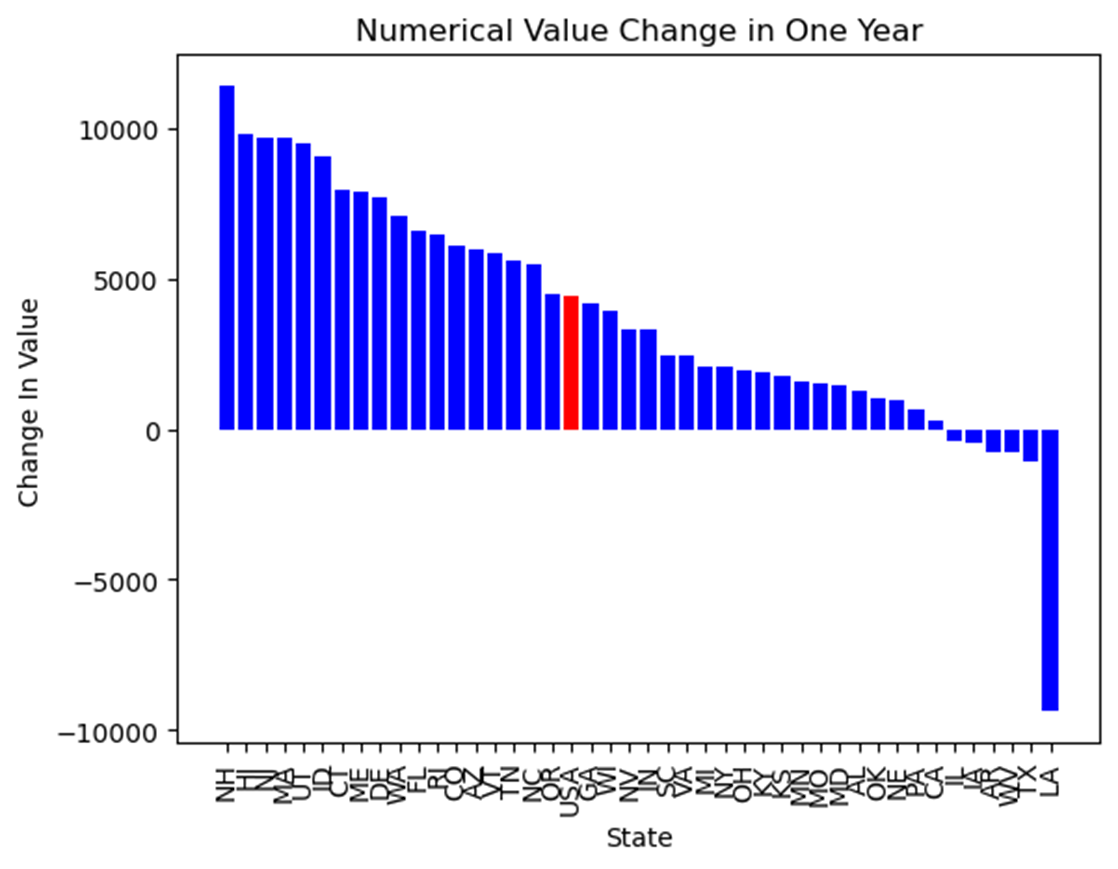 Numerical Value Change in One Year
Change In Value
10000
5000
0
−5000
−10000
NH HI NJ MA UT ID CT ME DE WA FL RI CO AZ VT TN NC OR USA GA WI NV IN SC VA MI NY OH KY KS MN MO MD AL OK NE PA CA IL IA AR WV TX LA
State